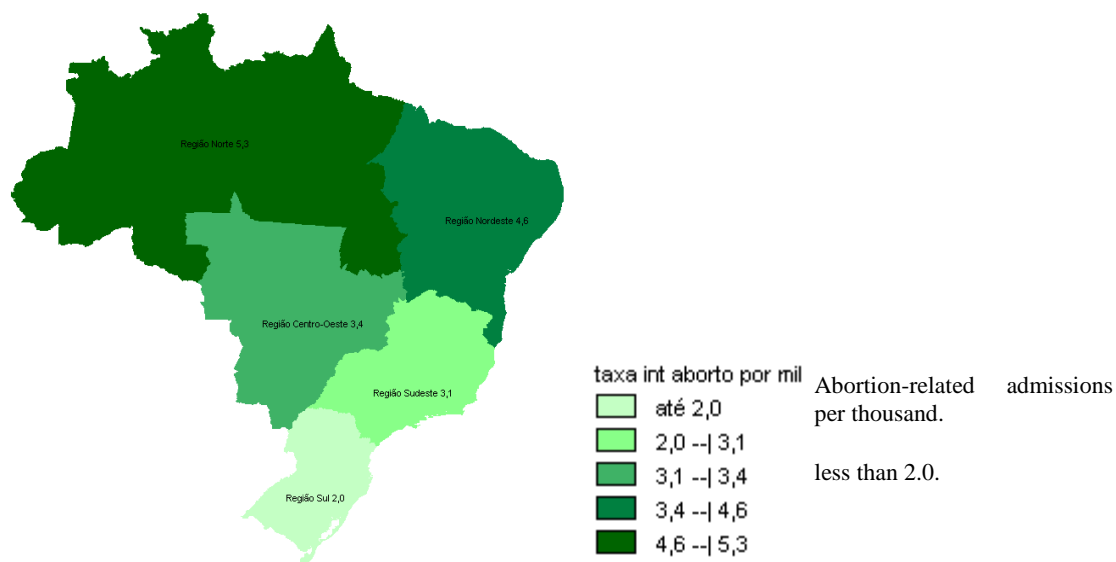 Região Norte 5,3
Região Nordeste 4,6
Região Centro-Oeste 3,4
Região Sudeste 3,1
Região Sul 2,0
taxa int aborto por mil
até 2,0
2,0 --| 3,1
3,1 --| 3,4
3,4 --| 4,6
4,6 --| 5,3
Abortion-related admissions
per thousand.
less than 2.0.